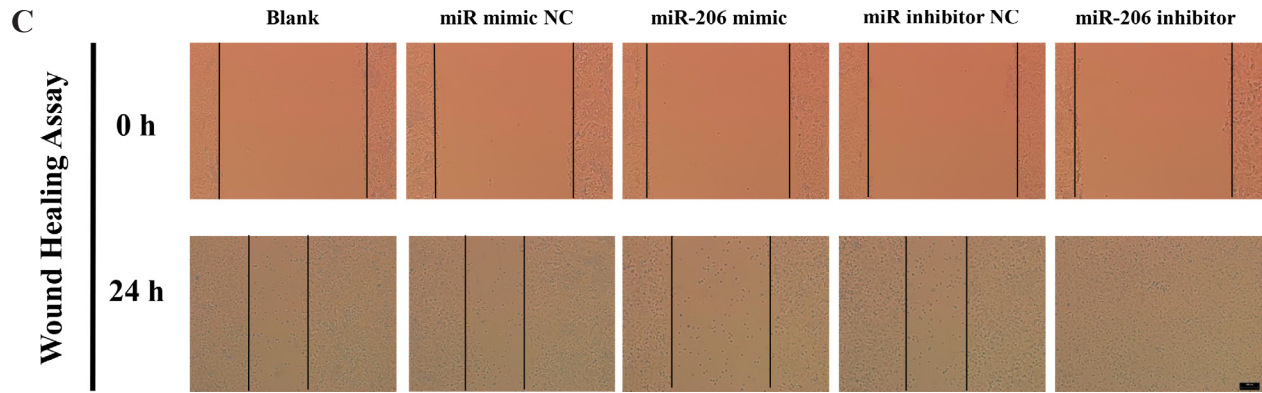 C
Blank
miR mimic NC
miR-206 mimic
miR inhibitor NC
miR-206 inhibitor
Wound Healing Assay
0 h
24 h